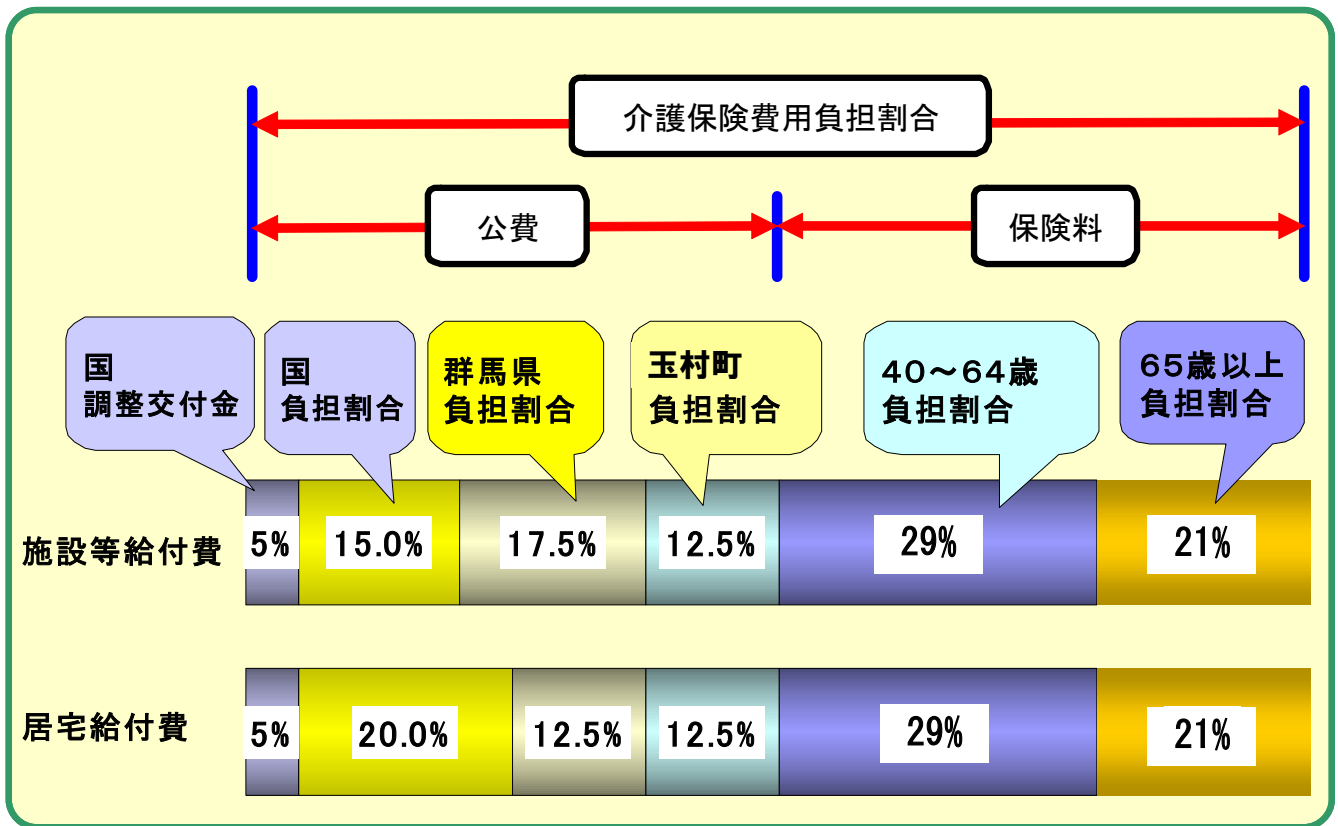 介護保険費用負担割合
公費
保険料
国
調整交付金
国
負担割合
群馬県
負担割合
玉村町
負担割合
40～64歳
負担割合
65歳以上
負担割合
施設等給付費
5%
15.0%
17.5%
12.5%
29%
21%
居宅給付費
5%
20.0%
12.5%
12.5%
29%
21%